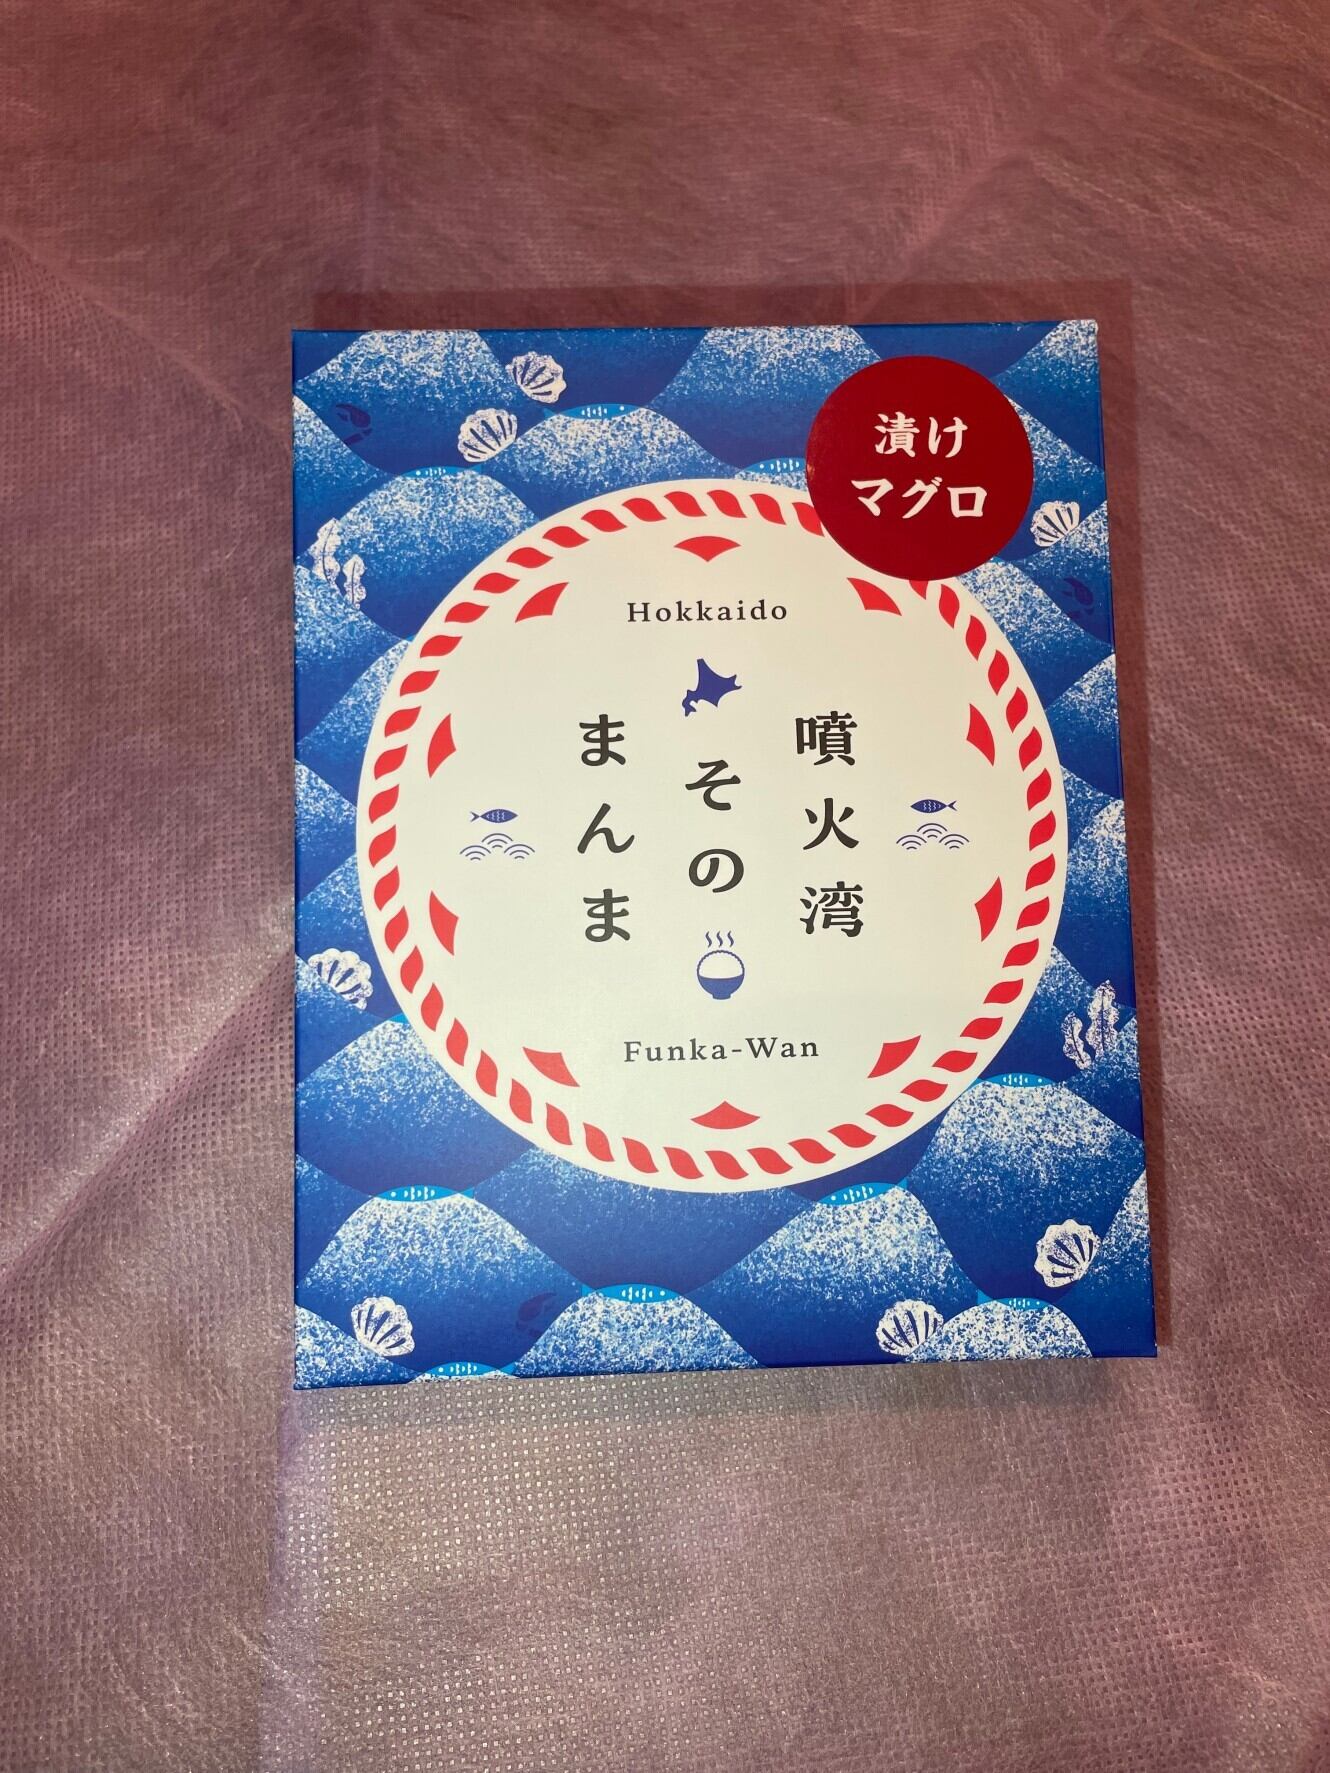 漬け
マグロ
Hokkaido
噴火湾
その
まんま
Funka-Wan